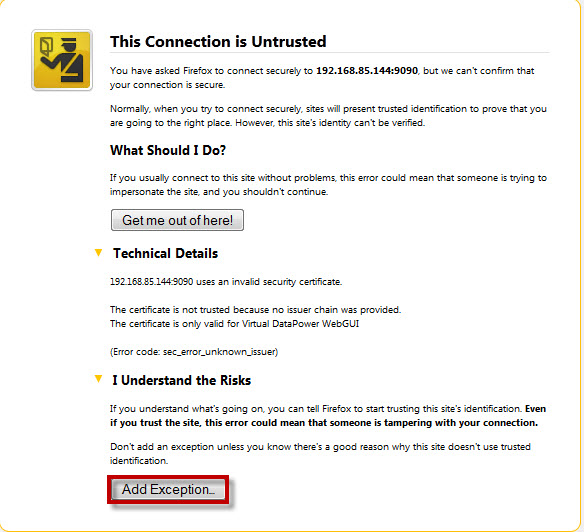 This Connection is Untrusted
You have asked Firefox to connect securely to 192.168.85.144:9090, but we can't confirm that
your connection is secure.
Normally, when you try to connect securely, sites will present trusted identification to prove that you
are going to the right place. However, this site's identity can't be verified.
What Should I Do?
If you usually connect to this site without problems, this error could mean that someone is trying to
impersonate the site, and you shouldn't continue.
Get me out of here!
Technical Details
192.168.85.144:9090 uses an invalid security certificate.
The certificate is not trusted because no issuer chain was provided.
The certificate is only valid for Virtual DataPower WebGUI
(Error code: sec_error_unknown_issuer)
I Understand the Risks
If you understand what's going on, you can tell Firefox to start trusting this site's identification. Even
if you trust the site, this error could mean that someone is tampering with your connection.
Don't add an exception unless you know there's a good reason why this site doesn't use trusted
identification.
Add Exception...